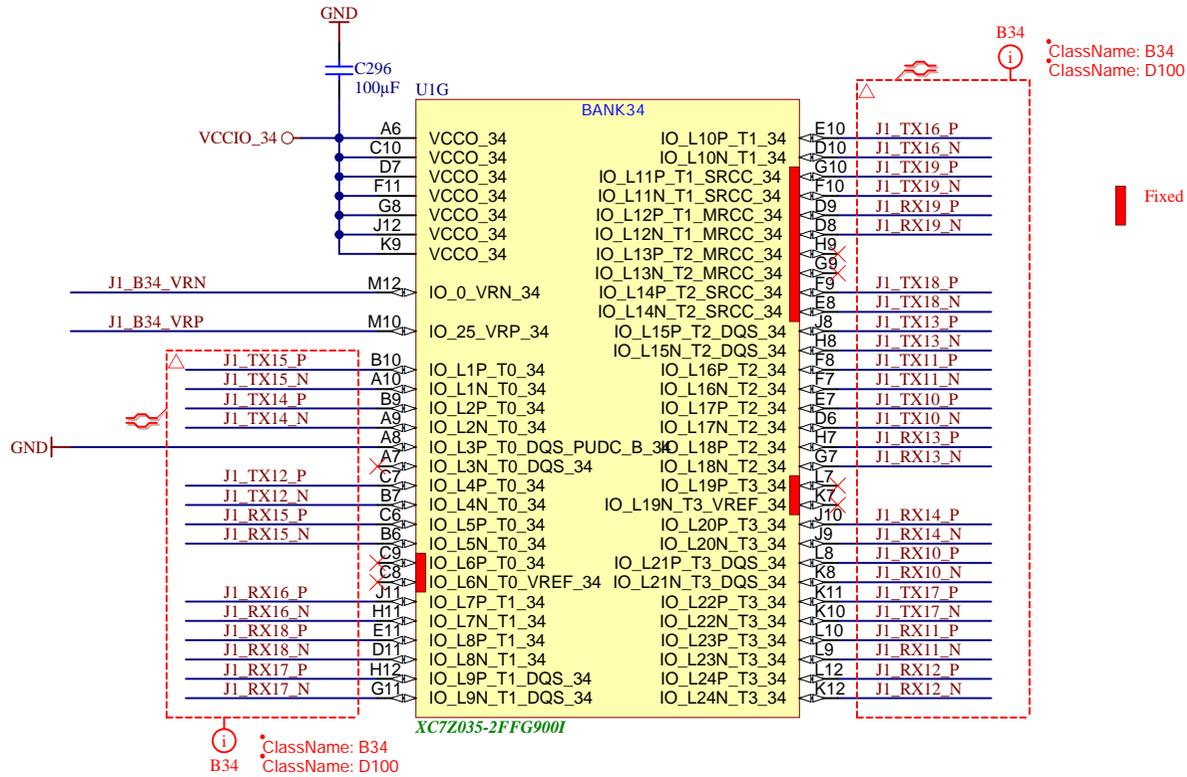 GND
B34
i
ClassName: B34
ClassName: D100
C296
100µF
U1G
BANK34
VCCIO_34
A6 VCCO_34 IO_L10P_T1_34 E10 J1_TX16_P
C10 VCCO_34 IO_L10N_T1_34 D10 J1_TX16_N
D7 VCCO_34 IO_L11P_T1_SRCC_34 G10 J1_TX19_P
F11 VCCO_34 IO_L11N_T1_SRCC_34 F10 J1_TX19_N
Fixed
G8 VCCO_34 IO_L12P_T1_MRCC_34 D9 J1_RX19_P
J12 VCCO_34 IO_L12N_T1_MRCC_34 D8 J1_RX19_N
K9 VCCO_34 IO_L13P_T2_MRCC_34 H9
IO_L13N_T2_MRCC_34 G9
J1_B34_VRN M12 IO_0_VRN_34 IO_L14P_T2_SRCC_34 F9 J1_TX18_P
IO_L14N_T2_SRCC_34 E8 J1_TX18_N
J1_B34_VRP M10 IO_25_VRP_34 IO_L15P_T2_DQS_34 J8 J1_TX13_P
IO_L15N_T2_DQS_34 H8 J1_TX13_N
J1_TX15_P B10 IO_L1P_T0_34 IO_L16P_T2_34 F8 J1_TX11_P
J1_TX15_N A10 IO_L1N_T0_34 IO_L16N_T2_34 F7 J1_TX11_N
J1_TX14_P B9 IO_L2P_T0_34 IO_L17P_T2_34 E7 J1_TX10_P
J1_TX14_N A9 IO_L2N_T0_34 IO_L17N_T2_34 D6 J1_TX10_N
GND A8 IO_L3P_T0_DQS_PUDC_B_34 IO_L18P_T2_34 H7 J1_RX13_P
A7 IO_L3N_T0_DQS_34 IO_L18N_T2_34 G7 J1_RX13_N
J1_TX12_P C7 IO_L4P_T0_34 IO_L19P_T3_34 L7
J1_TX12_N B7 IO_L4N_T0_34 IO_L19N_T3_VREF_34 K7
J1_RX15_P C6 IO_L5P_T0_34 IO_L20P_T3_34 J10 J1_RX14_P
J1_RX15_N B6 IO_L5N_T0_34 IO_L20N_T3_34 J9 J1_RX14_N
C9 IO_L6P_T0_34 IO_L21P_T3_DQS_34 L8 J1_RX10_P
C8 IO_L6N_T0_VREF_34 IO_L21N_T3_DQS_34 K8 J1_RX10_N
J1_RX16_P J11 IO_L7P_T1_34 IO_L22P_T3_34 K11 J1_TX17_P
J1_RX16_N H11 IO_L7N_T1_34 IO_L22N_T3_34 K10 J1_TX17_N
J1_RX18_P E11 IO_L8P_T1_34 IO_L23P_T3_34 L10 J1_RX11_P
J1_RX18_N D11 IO_L8N_T1_34 IO_L23N_T3_34 L9 J1_RX11_N
J1_RX17_P H12 IO_L9P_T1_DQS_34 IO_L24P_T3_34 L12 J1_RX12_P
J1_RX17_N G11 IO_L9N_T1_DQS_34 IO_L24N_T3_34 K12 J1_RX12_N
XC7Z035-2FFG900I
i
B34
ClassName: B34
ClassName: D100